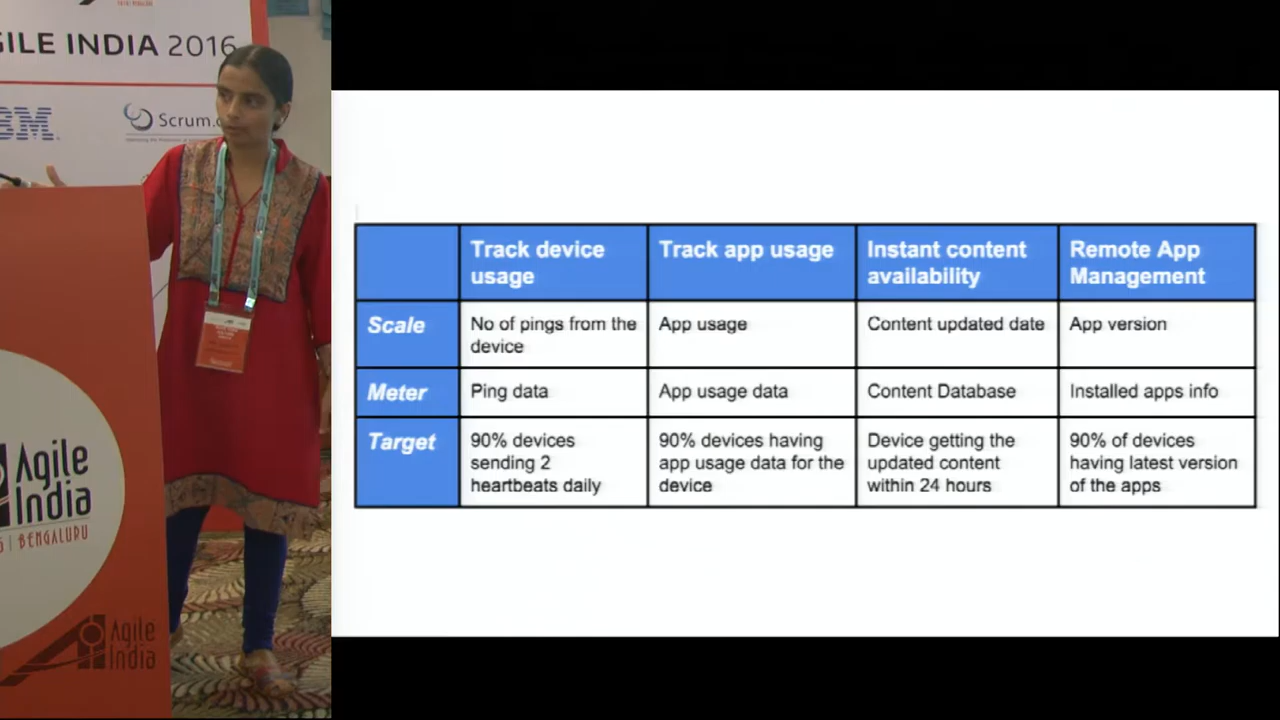 GILE INDIA 2016
IBM
Scrum.
Agile
India
BENGALURU
Agile
India
Track device
usage
Track app usage
Instant content
availability
Remote App
Management
Scale
No of pings from the
device
App usage
Content updated date
App version
Meter
Ping data
App usage data
Content Database
Installed apps info
Target
90% devices
sending 2
heartbeats daily
90% devices having
app usage data for the
device
Device getting the
updated content
within 24 hours
90% of devices
having latest version
of the apps